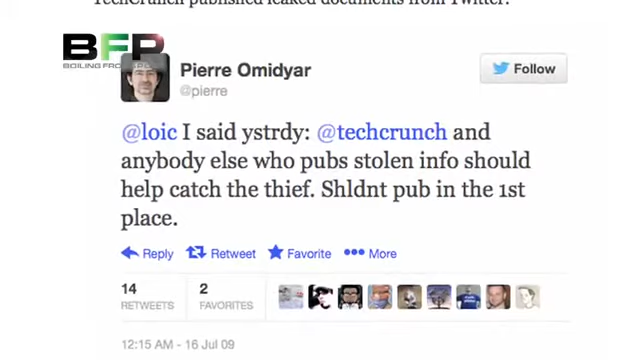 TechCrunch published leaked documents from Twitter.
BFP
BOILING FRO
Pierre Omidyar
@pierre
Follow
@loic I said ystrdy: @techcrunch and
anybody else who pubs stolen info should
help catch the thief. Shldnt pub in the 1st
place.
Reply Retweet Favorite More
14
RETWEETS
2
FAVORITES
12:15 AM - 16 Jul 09